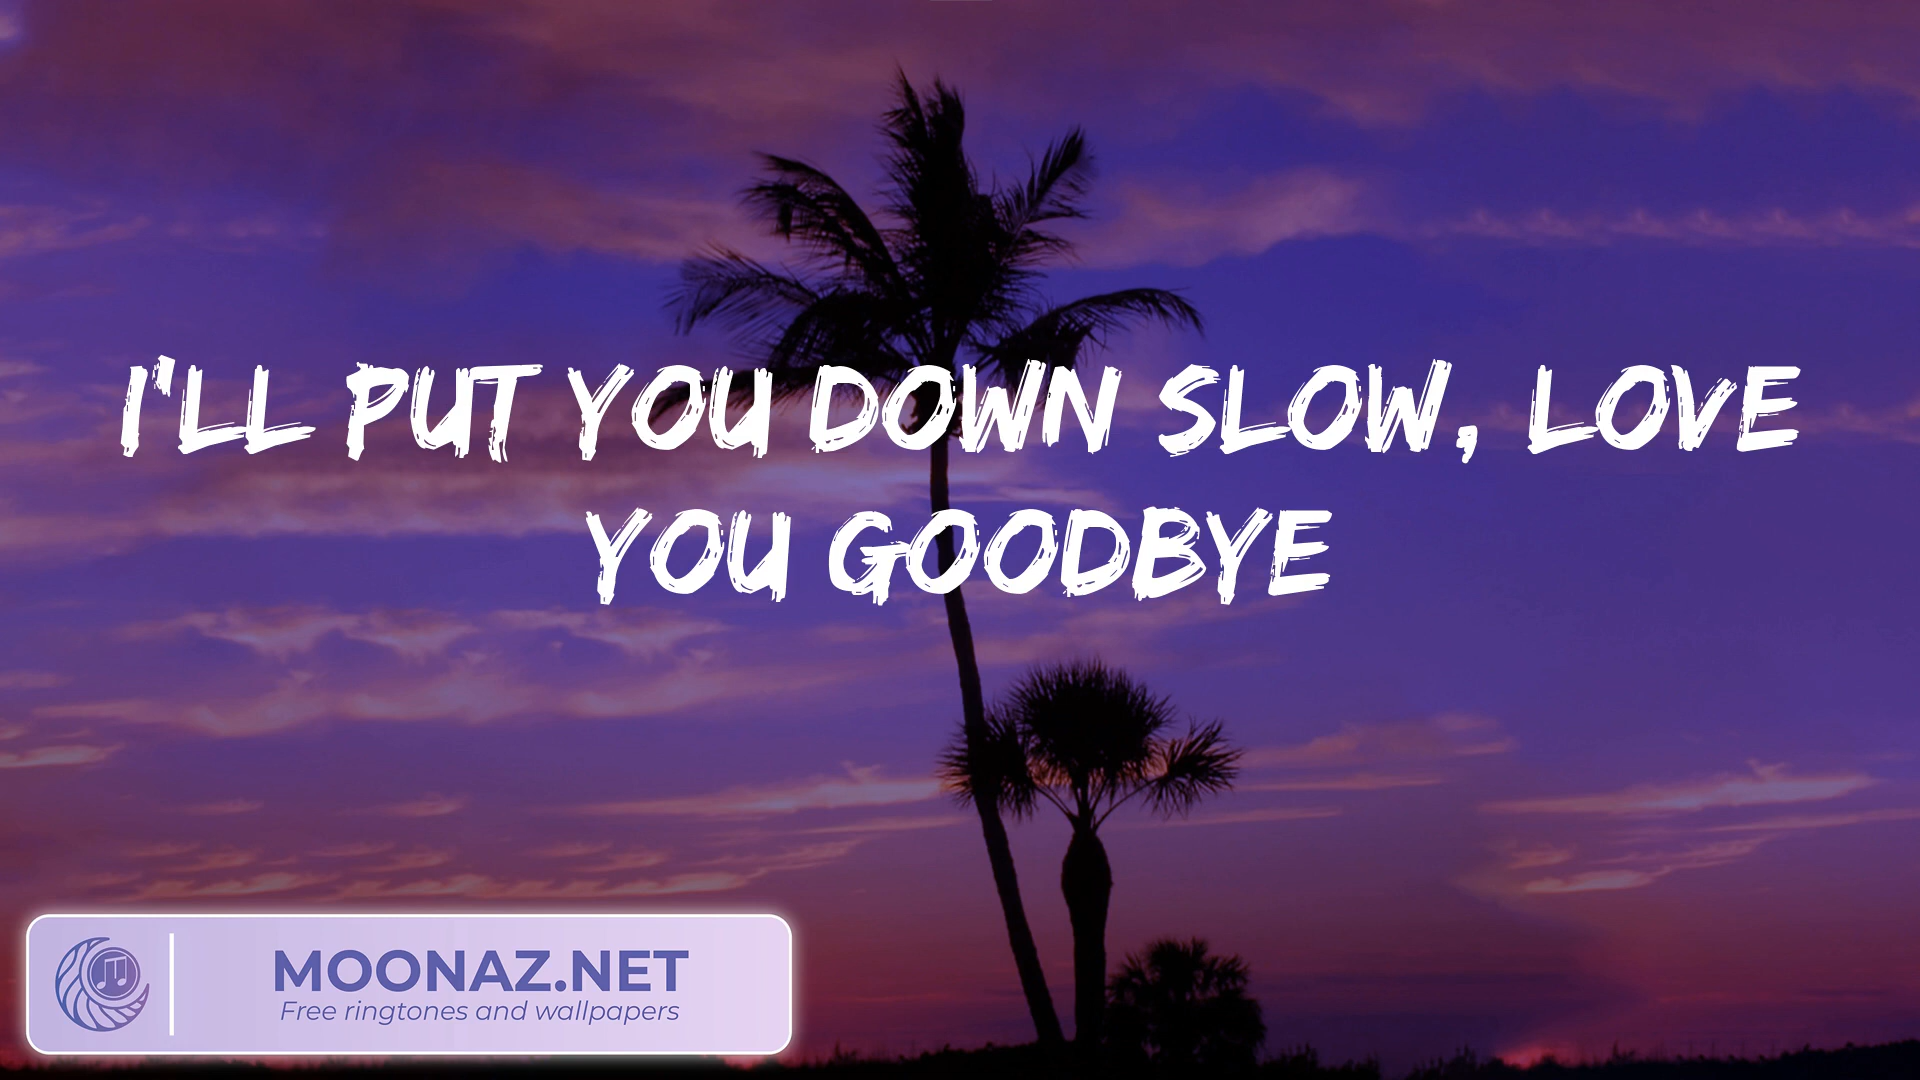 I'LL PUT YOU DOWN SLOW, LOVE
YOU GOODBYE
MOONAZ.NET
Free ringtones and wallpapers